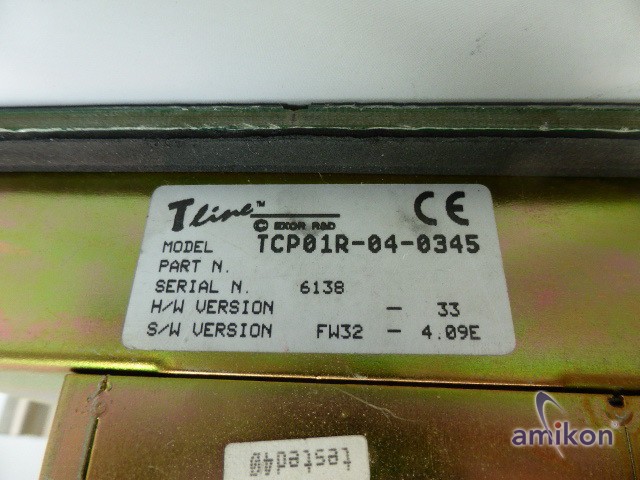 Tline™
© EXOR R&D
CE
MODEL TCP01R-04-0345
PART N.
SERIAL N. 6138
H/W VERSION - 33
S/W VERSION FW32 - 4.09E
amikon
tested40